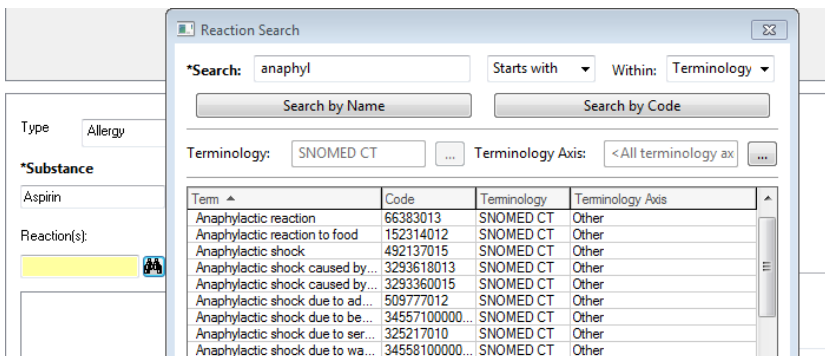 Reaction Search
*Search: anaphyl Starts with Within: Terminology
Search by Name Search by Code
Type Allergy
Terminology: SNOMED CT ... Terminology Axis: <All terminology ax ...
*Substance
Aspirin
Reaction(s):
Term Code Terminology Terminology Axis
Anaphylactic reaction 66383013 SNOMED CT Other
Anaphylactic reaction to food 152314012 SNOMED CT Other
Anaphylactic shock 492137015 SNOMED CT Other
Anaphylactic shock caused by... 3293618013 SNOMED CT Other
Anaphylactic shock caused by... 3293360015 SNOMED CT Other
Anaphylactic shock due to ad... 509777012 SNOMED CT Other
Anaphylactic shock due to be... 34557100000... SNOMED CT Other
Anaphylactic shock due to ser... 325217010 SNOMED CT Other
Anaphylactic shock due to wa... 34558100000... SNOMED CT Other